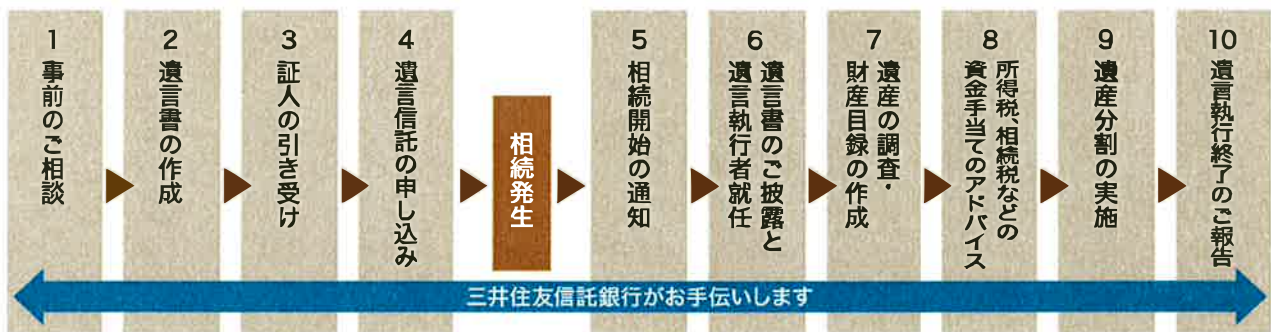 1
事前のご相談
2
遺言書の作成
3
証人の引き受け
4
遺言信託の申し込み
相続発生
5
相続開始の通知
6
遺言書のご披露と
遺言執行者就任
7
遺産の調査・
財産目録の作成
8
所得税、相続税などの
資金手当てのアドバイス
9
遺産分割の実施
10
遺言執行終了のご報告
三井住友信託銀行がお手伝いします